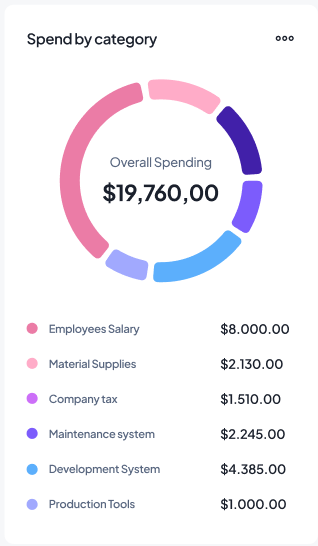 Spend by category
Overall Spending
$19,760,00
Employees Salary $8.000.00
Material Supplies $2.130.00
Company tax $1.510.00
Maintenance system $2.245.00
Development System $4.385.00
Production Tools $1.000.00